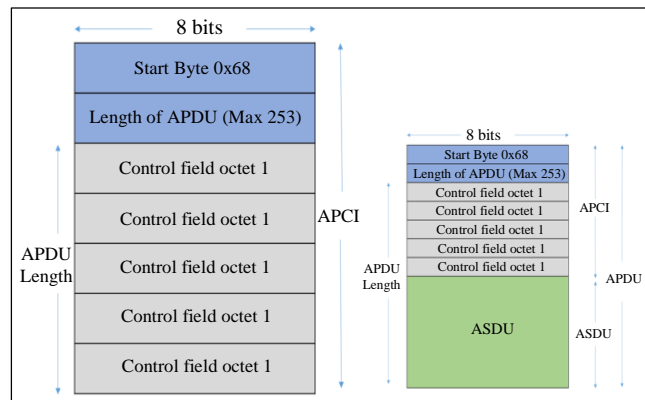 8 bits
Start Byte 0x68
Length of APDU (Max 253)
Control field octet 1
Control field octet 1
Control field octet 1
Control field octet 1
Control field octet 1
APDU
Length
APCI
8 bits
Start Byte 0x68
Length of APDU (Max 253)
Control field octet 1
Control field octet 1
Control field octet 1
Control field octet 1
Control field octet 1
ASDU
APDU
Length
APCI
ASDU
APDU